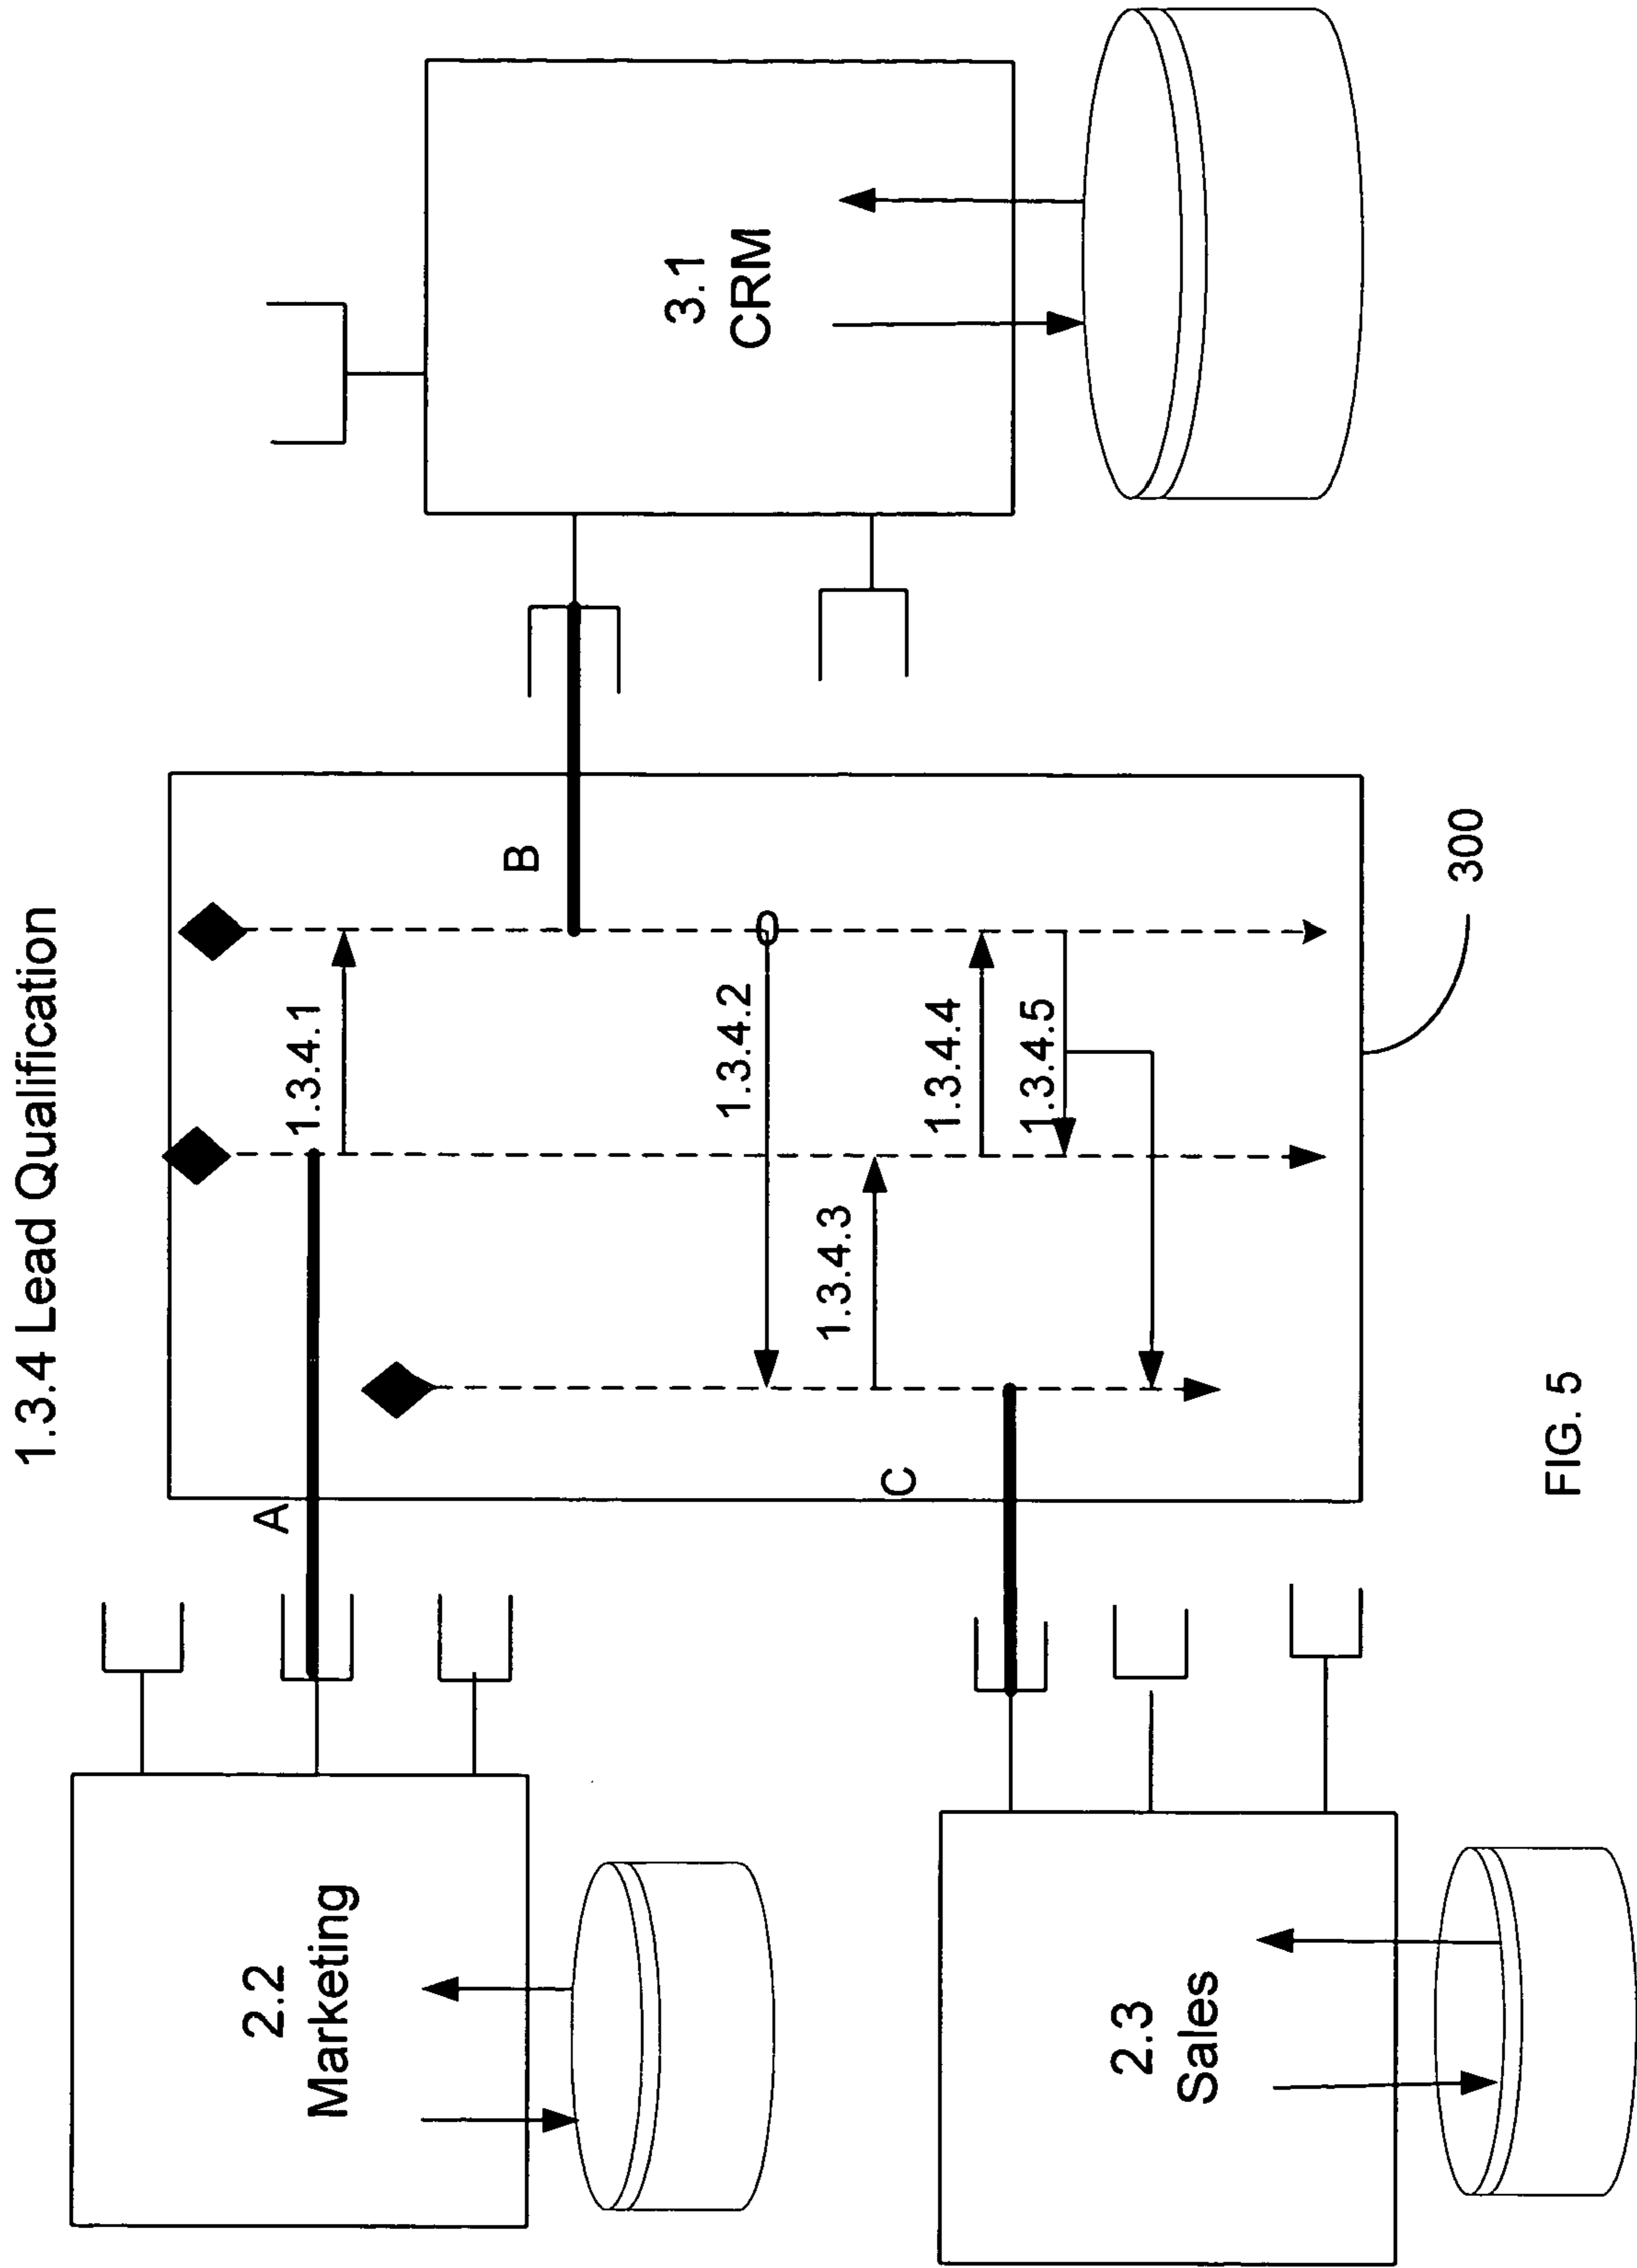 1.3.4 Lead Qualification
2.2
Marketing
A
1.3.4.1
B
3.1
CRM
1.3.4.2
1.3.4.3
1.3.4.4
1.3.4.5
C
2.3
Sales
300
FIG. 5